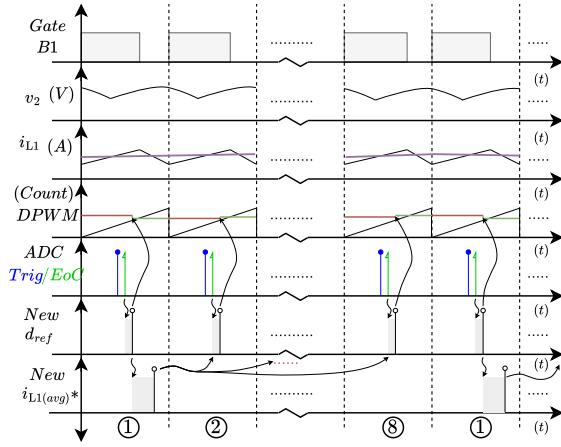 Gate
B1
(t)
v2 (V)
(t)
iL1 (A)
(t)
(Count)
DPWM
(t)
ADC
Trig/EoC
(t)
New
dref
(t)
New
iL1(avg)*
(t)
1 2 8 1